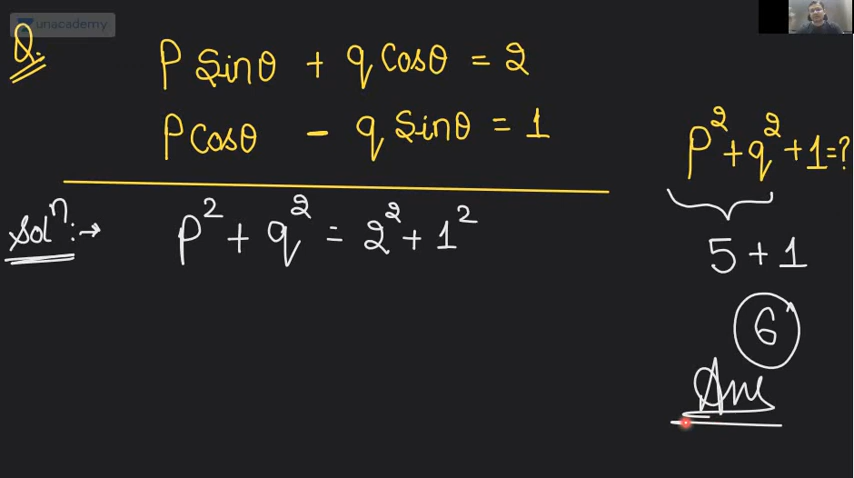 unacademy
Q.
P Sinθ + q Cosθ = 2
P Cosθ - q Sinθ = 1
P² + q² + 1 = ?
Solⁿ :→ P² + q² = 2² + 1²
5 + 1
6
Ans